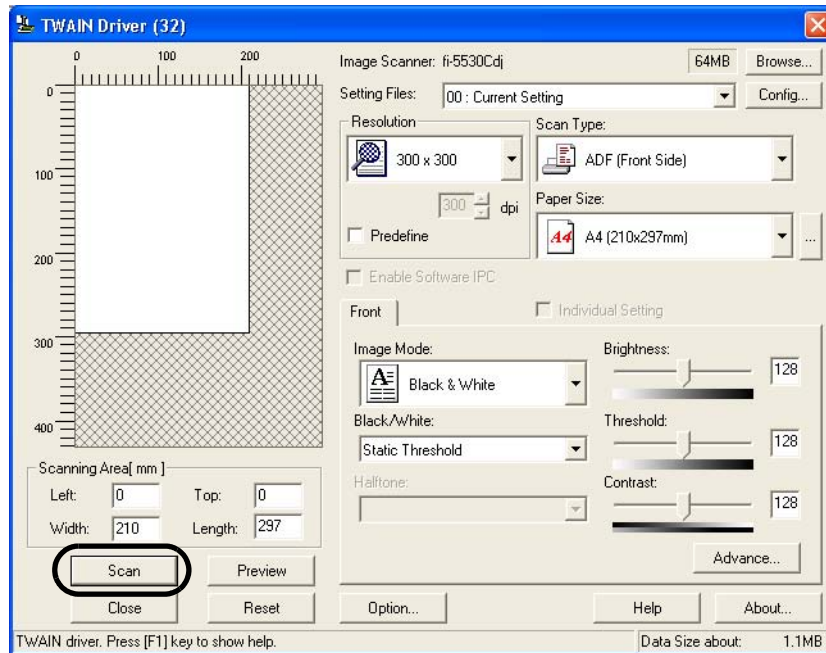 TWAIN Driver (32)
0 100 200
0
100
200
300
400
Image Scanner: fi-5530Cdj 64MB Browse...
Setting Files: 00 : Current Setting Config...
Resolution
300 x 300
300 dpi
Predefine
Scan Type:
ADF (Front Side)
Paper Size:
A4 A4 (210x297mm) ...
Enable Software IPC
Front Individual Setting
Image Mode:
A Black & White
Black/White:
Static Threshold
Halftone:
Brightness:
128
Threshold:
128
Contrast:
128
Advance...
Scanning Area[ mm ]
Left: 0 Top: 0
Width: 210 Length: 297
Scan Preview
Close Reset Option... Help About...
TWAIN driver. Press [F1] key to show help. Data Size about: 1.1MB